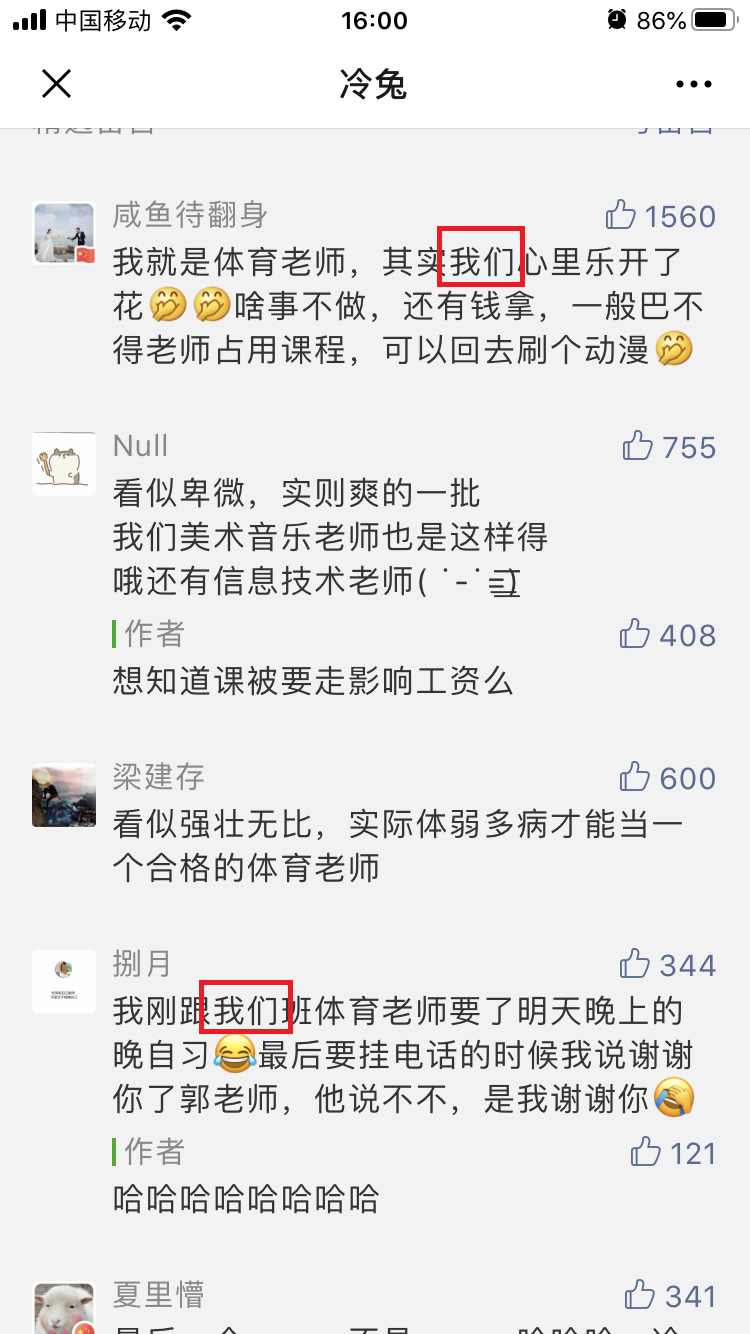 中国移动
16:00
86%
冷兔
咸鱼待翻身
1560
我就是体育老师，其实我们心里乐开了
花🤭🤭啥事不做，还有钱拿，一般巴不
得老师占用课程，可以回去刷个动漫🤭
Null
755
看似卑微，实则爽的一批
我们美术音乐老师也是这样得
哦还有信息技术老师( ˙-˙ =͟͟͞͞)
作者
408
想知道课被要走影响工资么
梁建存
600
看似强壮无比，实际体弱多病才能当一
个合格的体育老师
捌月
344
我刚跟我们班体育老师要了明天晚上的
晚自习😂最后要挂电话的时候我说谢谢
你了郭老师，他说不不，是我谢谢你🤦
作者
121
哈哈哈哈哈哈哈哈
夏里懵
341